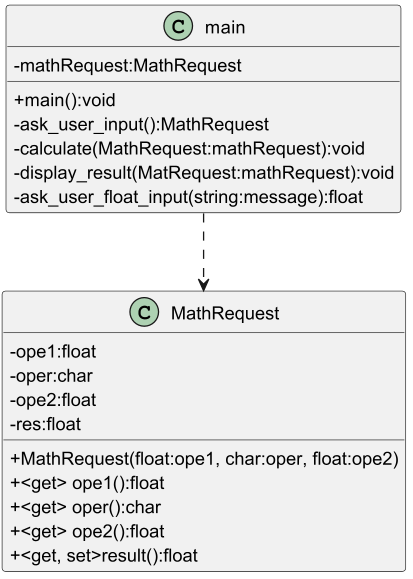 C main
-mathRequest:MathRequest
+main():void
-ask_user_input():MathRequest
-calculate(MathRequest:mathRequest):void
-display_result(MatRequest:mathRequest):void
-ask_user_float_input(string:message):float
C MathRequest
-ope1:float
-oper:char
-ope2:float
-res:float
+MathRequest(float:ope1, char:oper, float:ope2)
+<get> ope1():float
+<get> oper():char
+<get> ope2():float
+<get, set>result():float